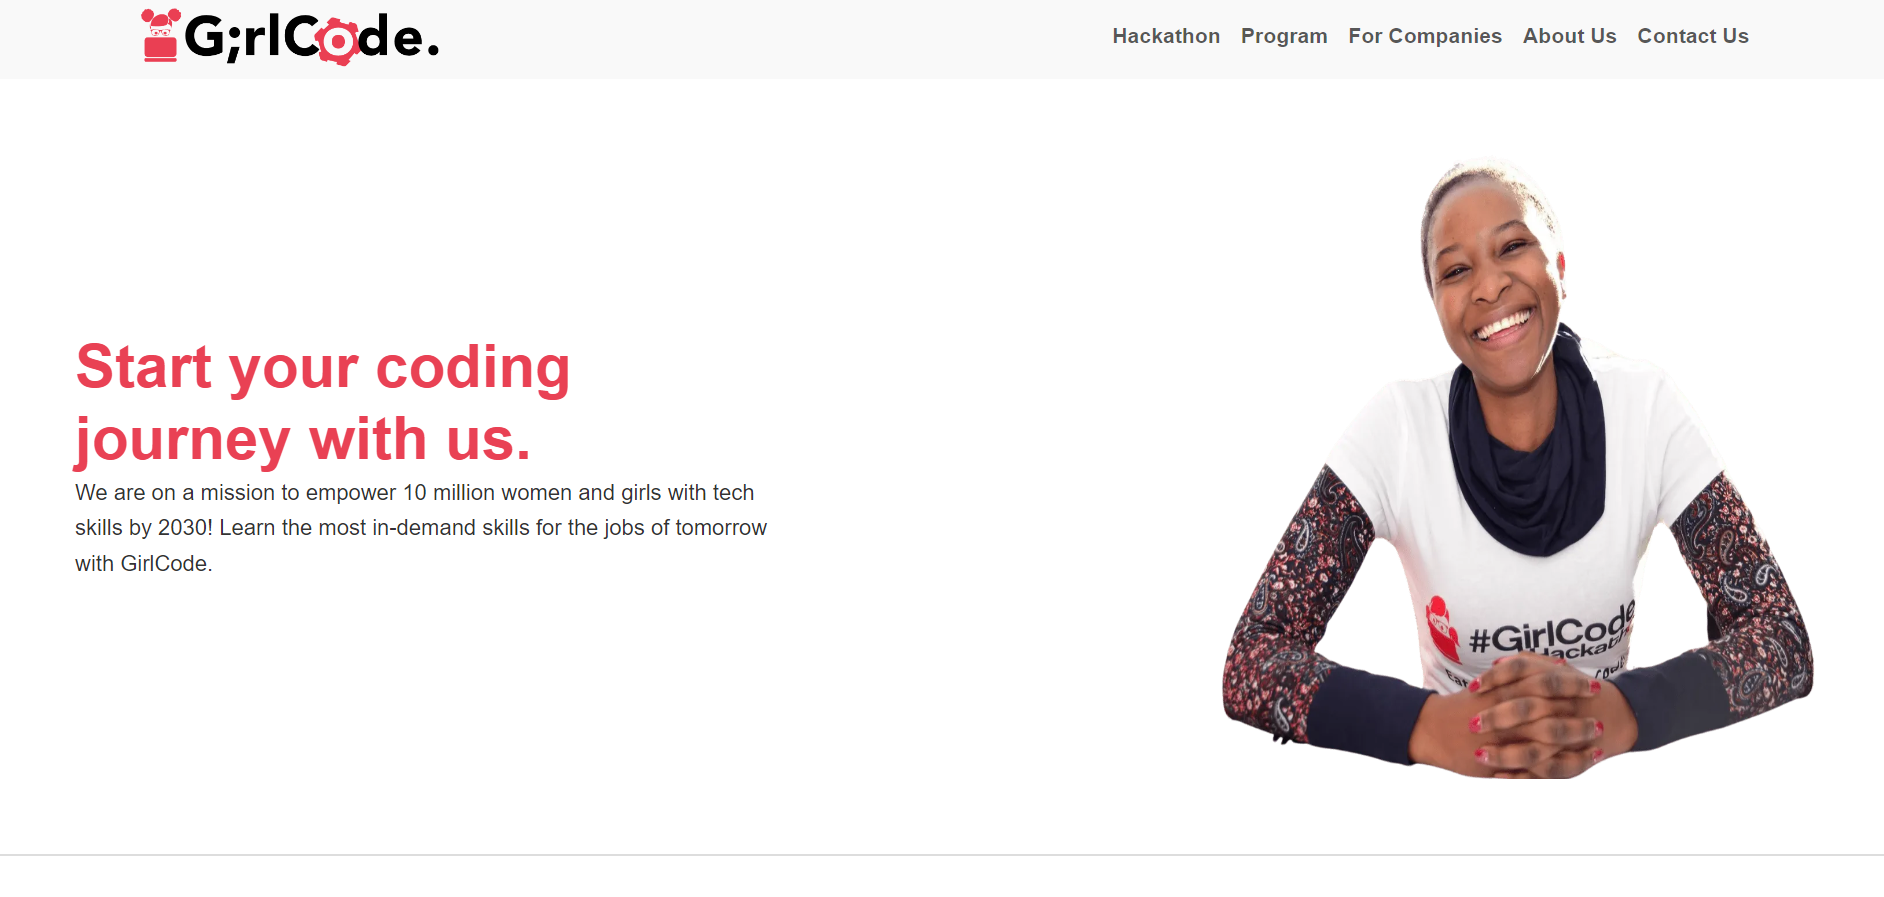 G;rlCode.
Hackathon Program For Companies About Us Contact Us
Start your coding
journey with us.
We are on a mission to empower 10 million women and girls with tech
skills by 2030! Learn the most in-demand skills for the jobs of tomorrow
with GirlCode.
#GirlCode